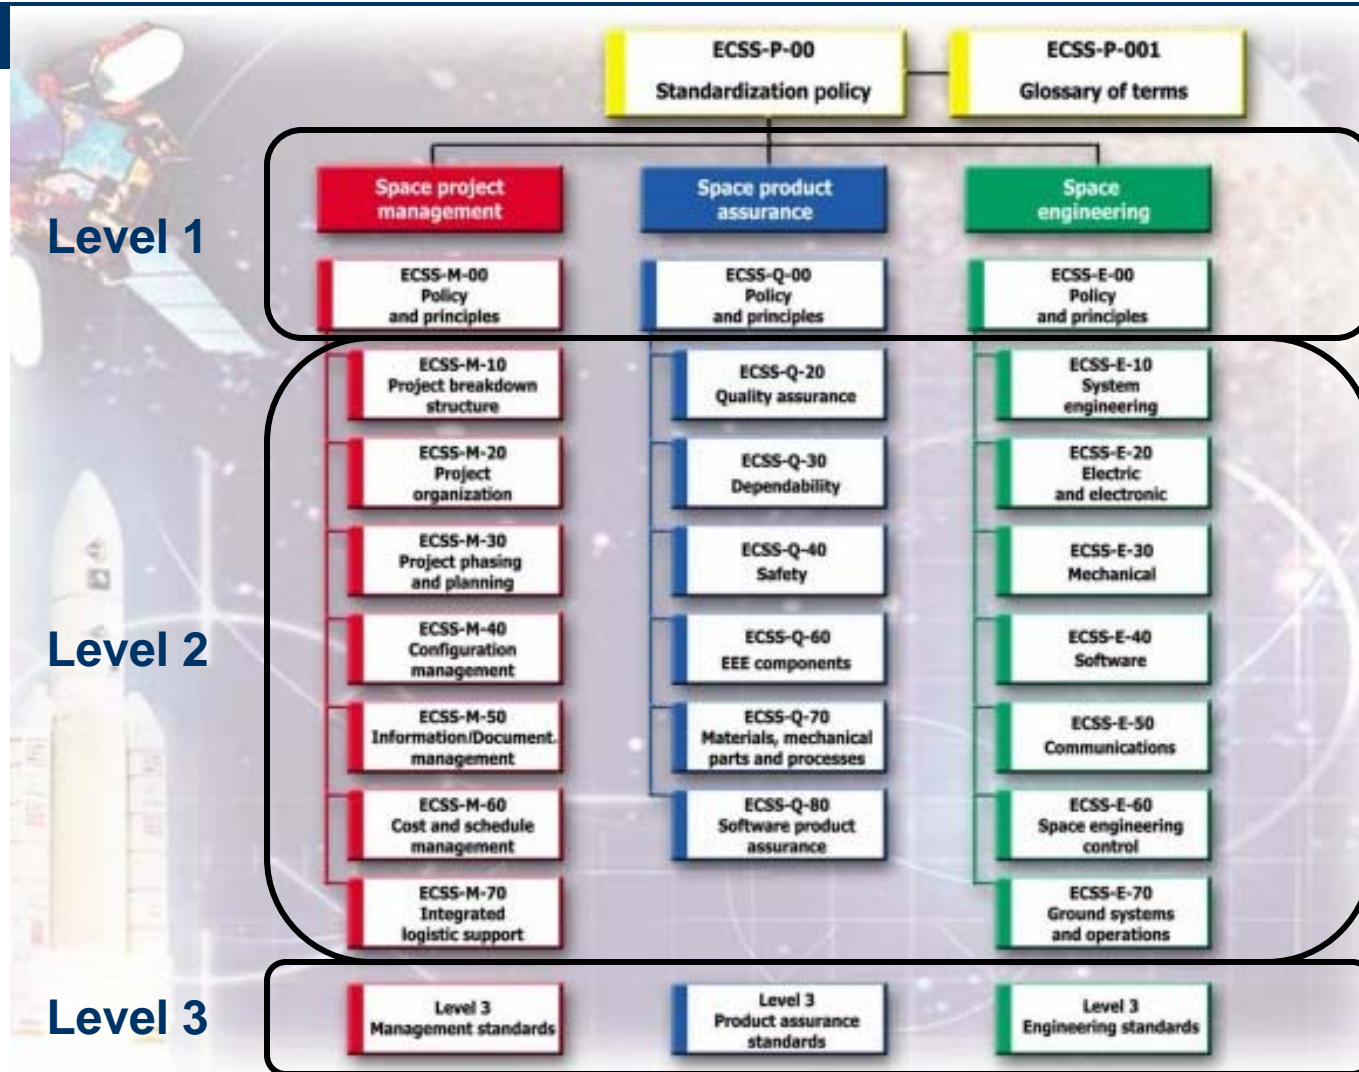 ECSS-P-00
Standardization policy
ECSS-P-001
Glossary of terms
Level 1
Space project
management
Space product
assurance
Space
engineering
ECSS-M-00
Policy
and principles
ECSS-Q-00
Policy
and principles
ECSS-E-00
Policy
and principles
Level 2
ECSS-M-10
Project breakdown
structure
ECSS-M-20
Project
organization
ECSS-M-30
Project phasing
and planning
ECSS-M-40
Configuration
management
ECSS-M-50
Information/Document.
management
ECSS-M-60
Cost and schedule
management
ECSS-M-70
Integrated
logistic support
ECSS-Q-20
Quality assurance
ECSS-Q-30
Dependability
ECSS-Q-40
Safety
ECSS-Q-60
EEE components
ECSS-Q-70
Materials, mechanical
parts and processes
ECSS-Q-80
Software product
assurance
ECSS-E-10
System
engineering
ECSS-E-20
Electric
and electronic
ECSS-E-30
Mechanical
ECSS-E-40
Software
ECSS-E-50
Communications
ECSS-E-60
Space engineering
control
ECSS-E-70
Ground systems
and operations
Level 3
Level 3
Management standards
Level 3
Product assurance
standards
Level 3
Engineering standards